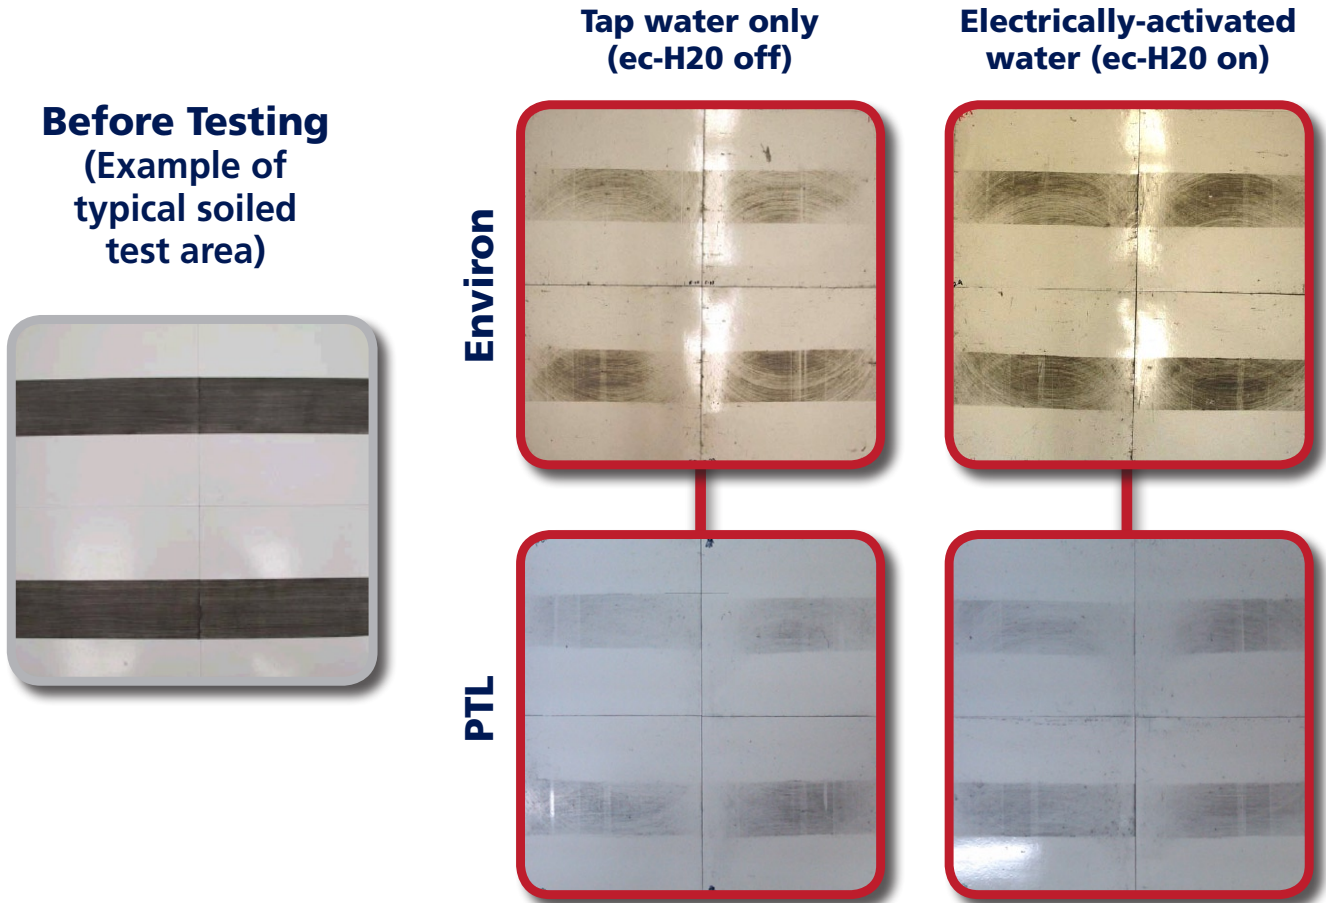 Before Testing
(Example of
typical soiled
test area)
Tap water only
(ec-H20 off)
Electrically-activated
water (ec-H20 on)
Environ
PTL